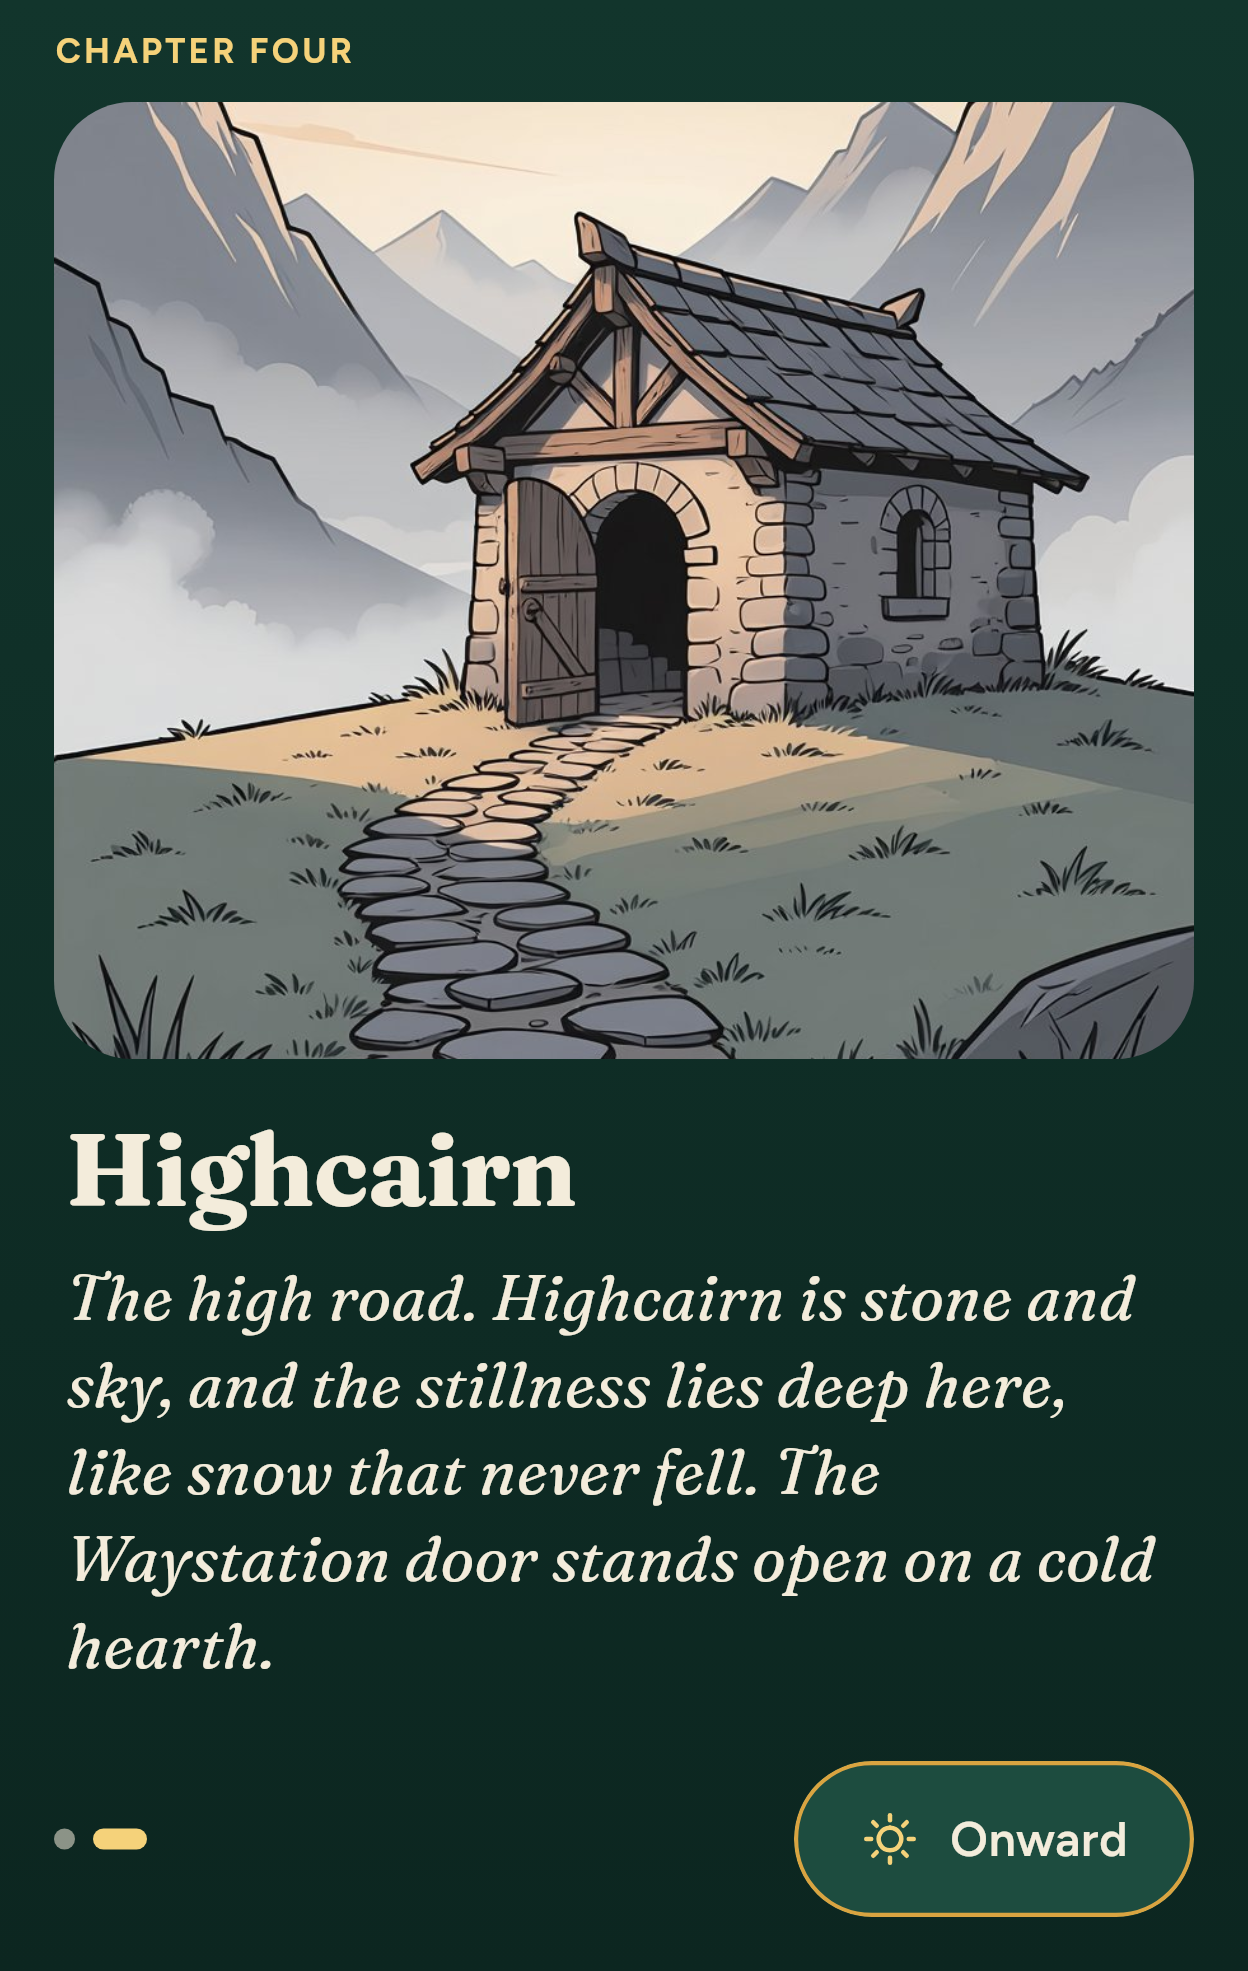 CHAPTER FOUR
Highcairn
The high road. Highcairn is stone and
sky, and the stillness lies deep here,
like snow that never fell. The
Waystation door stands open on a cold
hearth.
Onward